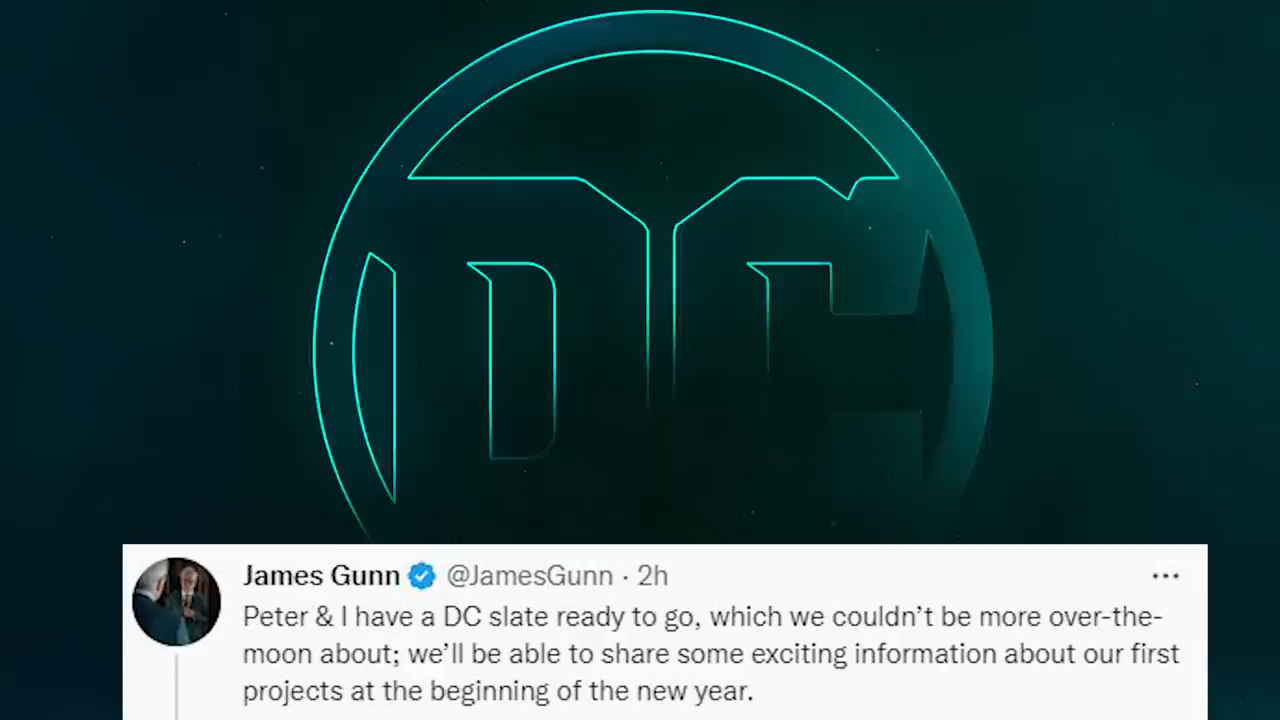 DC
James Gunn @JamesGunn · 2h
Peter & I have a DC slate ready to go, which we couldn’t be more over-the-
moon about; we’ll be able to share some exciting information about our first
projects at the beginning of the new year.